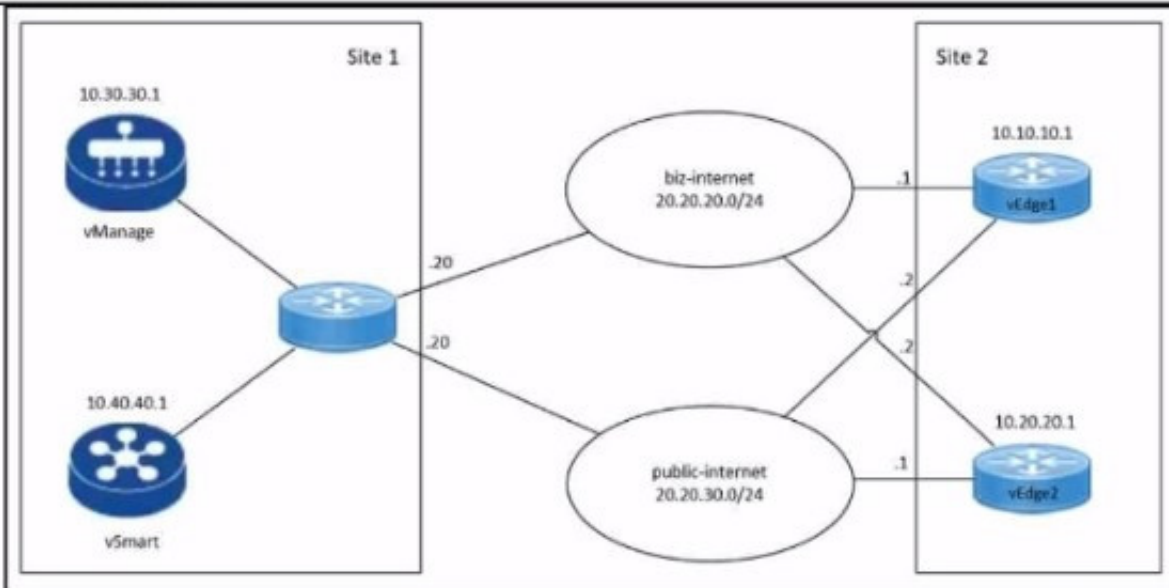 Site 1
10.30.30.1
vManage
10.40.40.1
vSmart
.20
.20
biz-internet
20.20.20.0/24
public-internet
20.20.30.0/24
Site 2
.1
10.10.10.1
vEdge1
.2
.2
10.20.20.1
.1
vEdge2